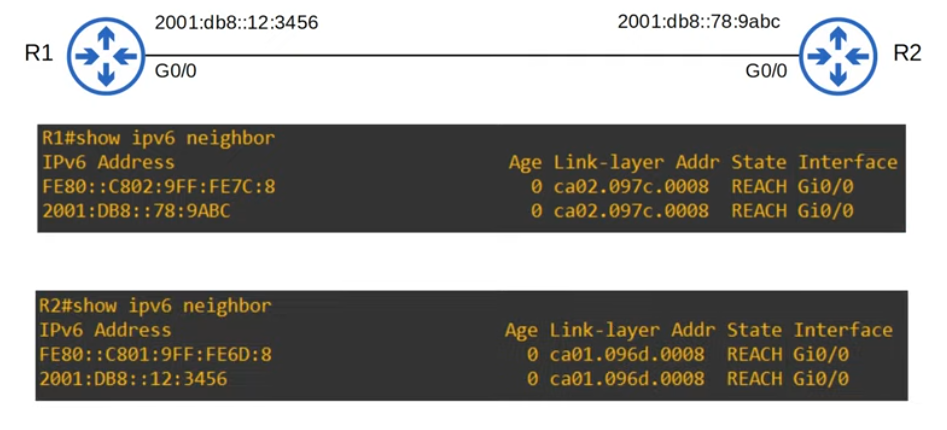 2001:db8::12:3456 2001:db8::78:9abc
R1 R2
G0/0 G0/0
R1#show ipv6 neighbor
IPv6 Address Age Link-layer Addr State Interface
FE80::C802:9FF:FE7C:8 0 ca02.097c.0008 REACH Gi0/0
2001:DB8::78:9ABC 0 ca02.097c.0008 REACH Gi0/0
R2#show ipv6 neighbor
IPv6 Address Age Link-layer Addr State Interface
FE80::C801:9FF:FE6D:8 0 ca01.096d.0008 REACH Gi0/0
2001:DB8::12:3456 0 ca01.096d.0008 REACH Gi0/0